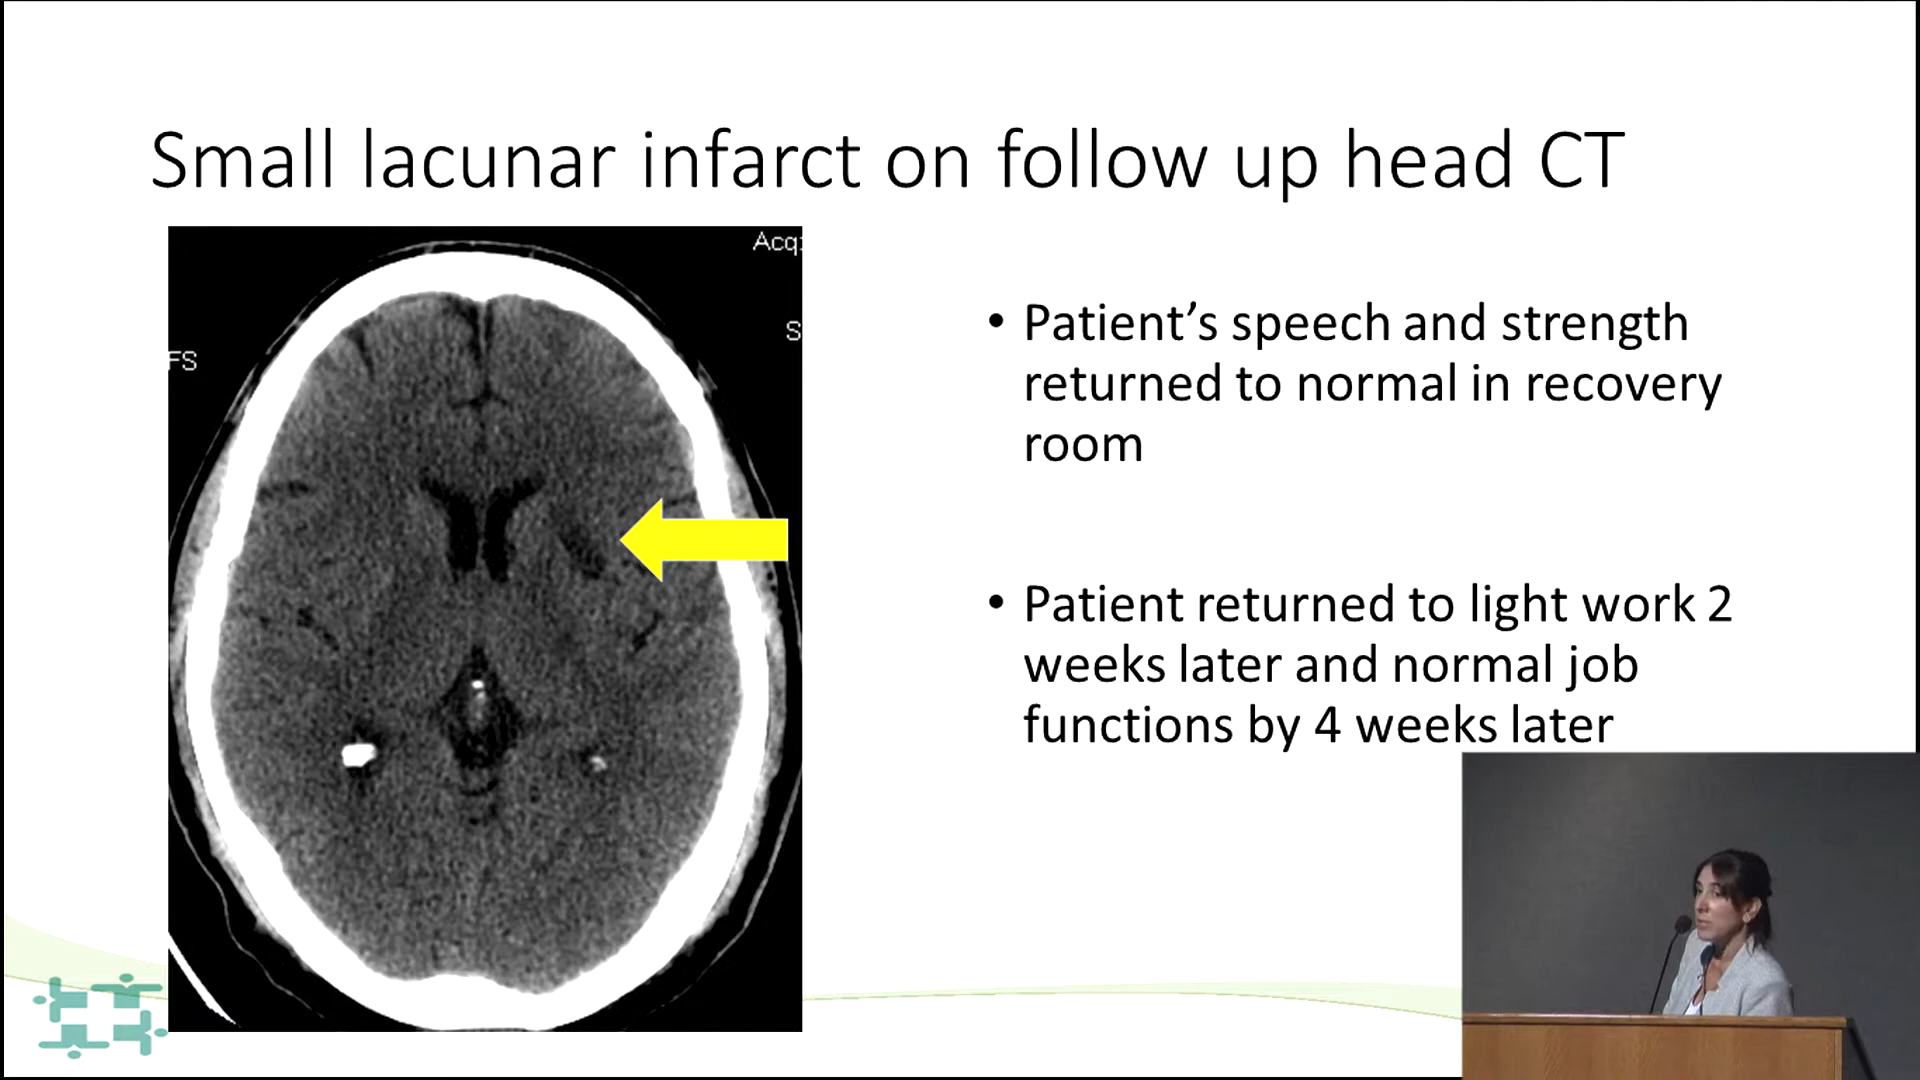 Small lacunar infarct on follow up head CT
Acq
S
FS
• Patient’s speech and strength
returned to normal in recovery
room
• Patient returned to light work 2
weeks later and normal job
functions by 4 weeks later